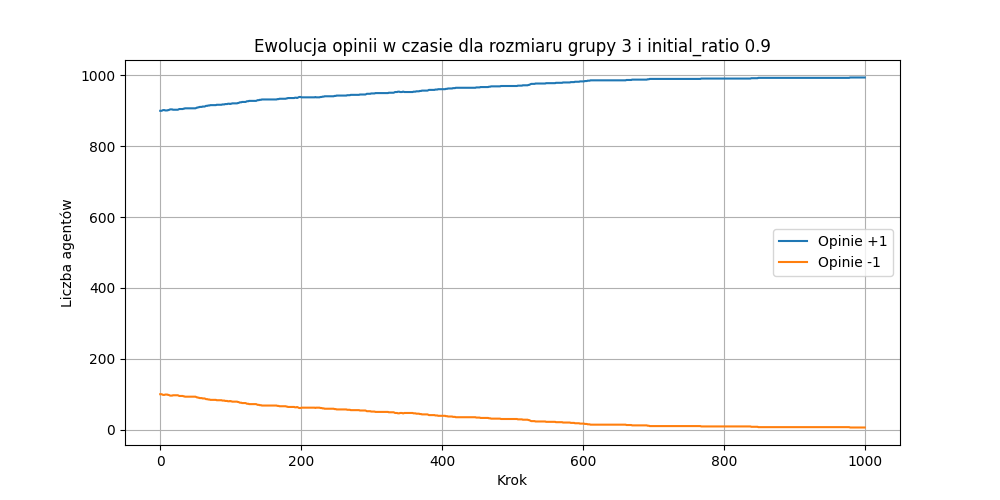 Ewolucja opinii w czasie dla rozmiaru grupy 3 i initial_ratio 0.9
1000
800
600
400
200
0
Liczba agentów
Opinie +1
Opinie -1
0 200 400 600 800 1000
Krok